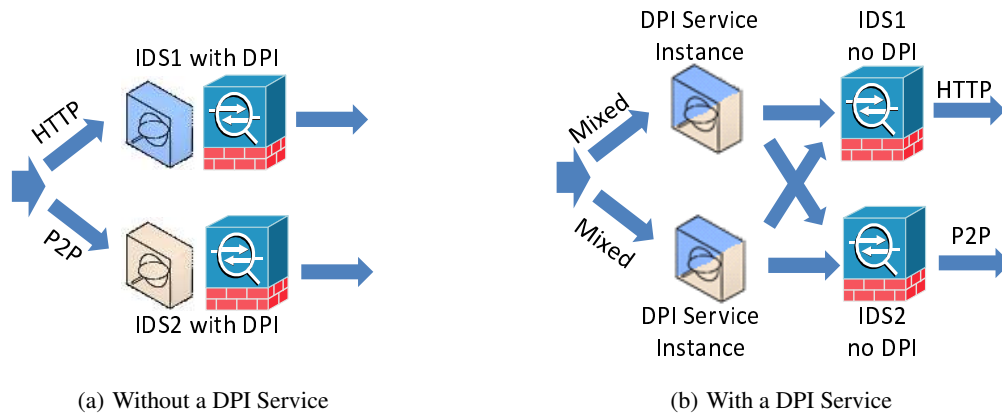 IDS1 with DPI
HTTP
P2P
IDS2 with DPI
(a) Without a DPI Service
DPI Service
Instance
IDS1
no DPI
Mixed
HTTP
Mixed
P2P
DPI Service
Instance
IDS2
no DPI
(b) With a DPI Service